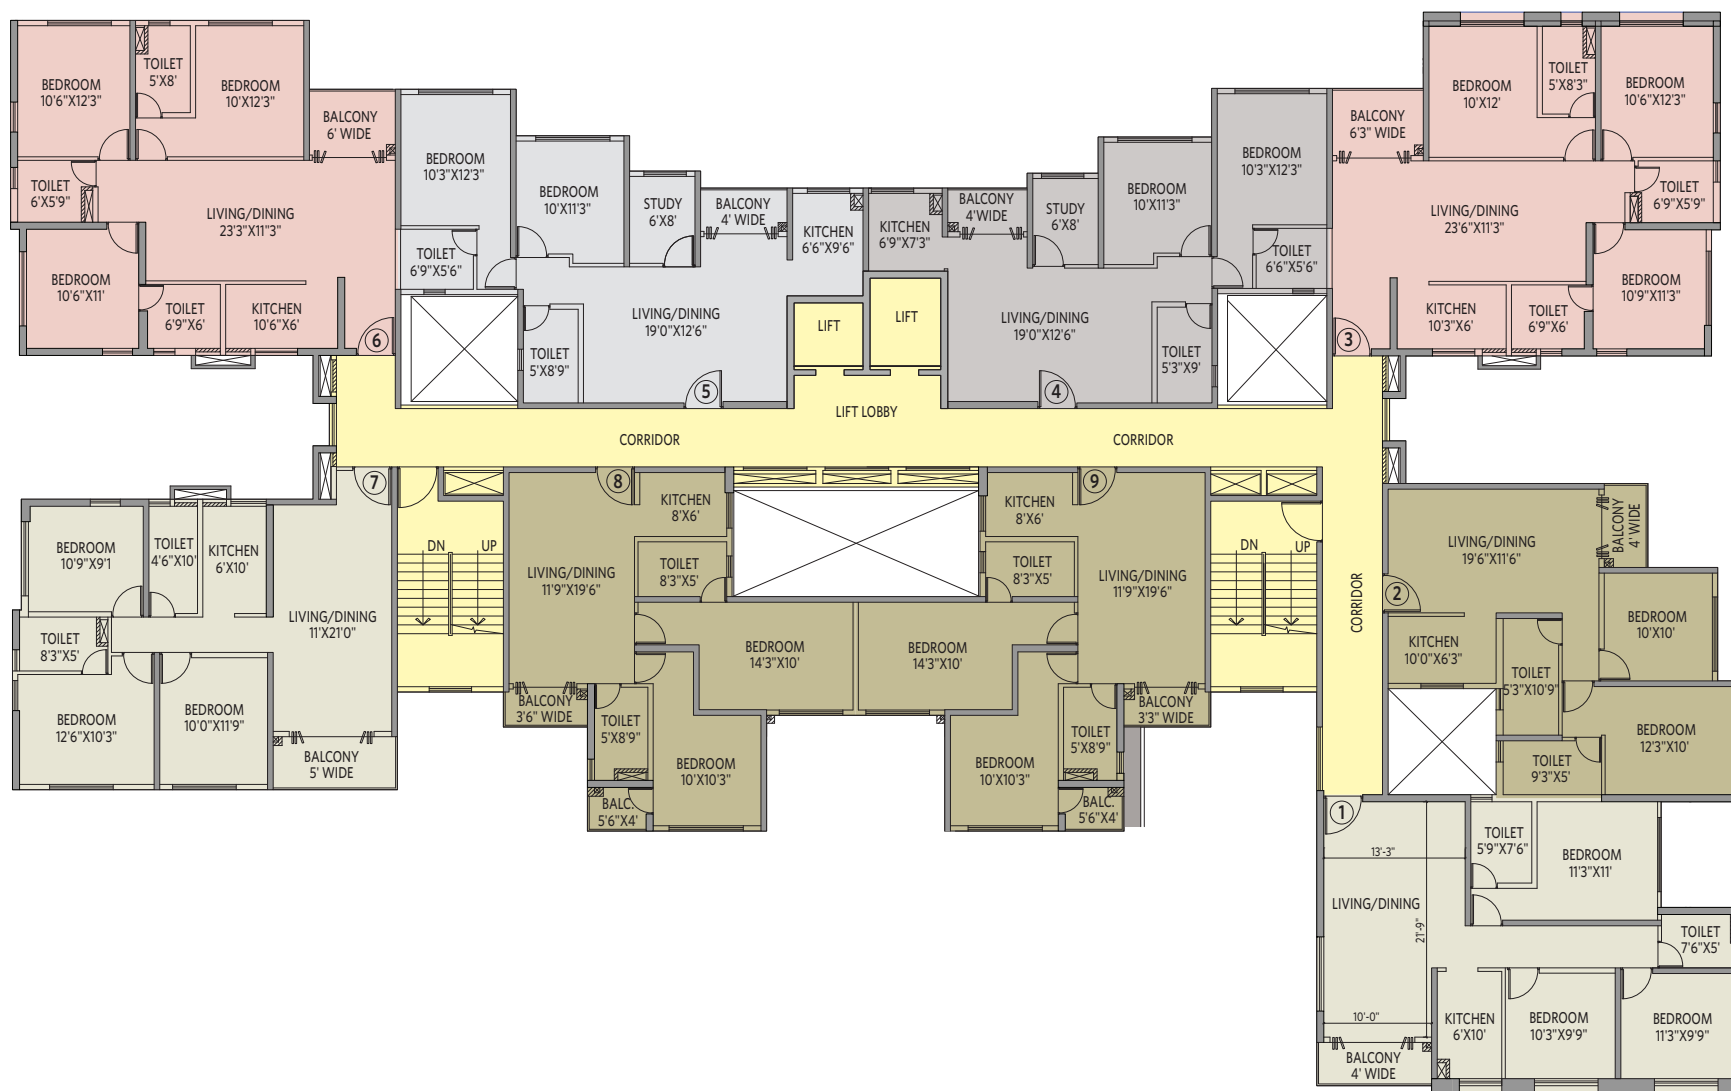 BEDROOM
10'6"X12'3"
TOILET
5'X8'
BEDROOM
10'X12'3"
BALCONY
6' WIDE
TOILET
6'X5'9"
LIVING/DINING
23'3"X11'3"
BEDROOM
10'6"X11'
TOILET
6'9"X6'
KITCHEN
10'6"X6'
6
BEDROOM
10'3"X12'3"
BEDROOM
10'X11'3"
STUDY
6'X8'
BALCONY
4' WIDE
KITCHEN
6'6"X9'6"
TOILET
6'9"X5'6"
LIVING/DINING
19'0"X12'6"
TOILET
5'X8'9"
5
LIFT
LIFT
KITCHEN
6'9"X7'3"
BALCONY
4'WIDE
STUDY
6'X8'
BEDROOM
10'X11'3"
BEDROOM
10'3"X12'3"
TOILET
6'6"X5'6"
LIVING/DINING
19'0"X12'6"
TOILET
5'3"X9'
4
BALCONY
6'3" WIDE
BEDROOM
10'X12'
TOILET
5'X8'3"
BEDROOM
10'6"X12'3"
TOILET
6'9"X5'9"
LIVING/DINING
23'6"X11'3"
BEDROOM
10'9"X11'3"
KITCHEN
10'3"X6'
TOILET
6'9"X6'
3
LIFT LOBBY
CORRIDOR
CORRIDOR
7
BEDROOM
10'9"X9'1
TOILET
4'6"X10'
KITCHEN
6'X10'
LIVING/DINING
11'X21'0"
TOILET
8'3"X5'
BEDROOM
12'6"X10'3"
BEDROOM
10'0"X11'9"
BALCONY
5' WIDE
DN
UP
8
KITCHEN
8'X6'
LIVING/DINING
11'9"X19'6"
TOILET
8'3"X5'
BEDROOM
14'3"X10'
BALCONY
3'6" WIDE
TOILET
5'X8'9"
BEDROOM
10'X10'3"
BALC.
5'6"X4'
9
KITCHEN
8'X6'
TOILET
8'3"X5'
LIVING/DINING
11'9"X19'6"
BEDROOM
14'3"X10'
BALCONY
3'3" WIDE
TOILET
5'X8'9"
BEDROOM
10'X10'3"
BALC.
5'6"X4'
DN
UP
CORRIDOR
2
LIVING/DINING
19'6"X11'6"
BALCONY
4' WIDE
BEDROOM
10'X10'
KITCHEN
10'0"X6'3"
TOILET
5'3"X10'9"
BEDROOM
12'3"X10'
TOILET
9'3"X5'
1
13'-3"
TOILET
5'9"X7'6"
BEDROOM
11'3"X11'
LIVING/DINING
21'-9"
TOILET
7'6"X5'
10'-0"
KITCHEN
6'X10'
BEDROOM
10'3"X9'9"
BEDROOM
11'3"X9'9"
BALCONY
4' WIDE